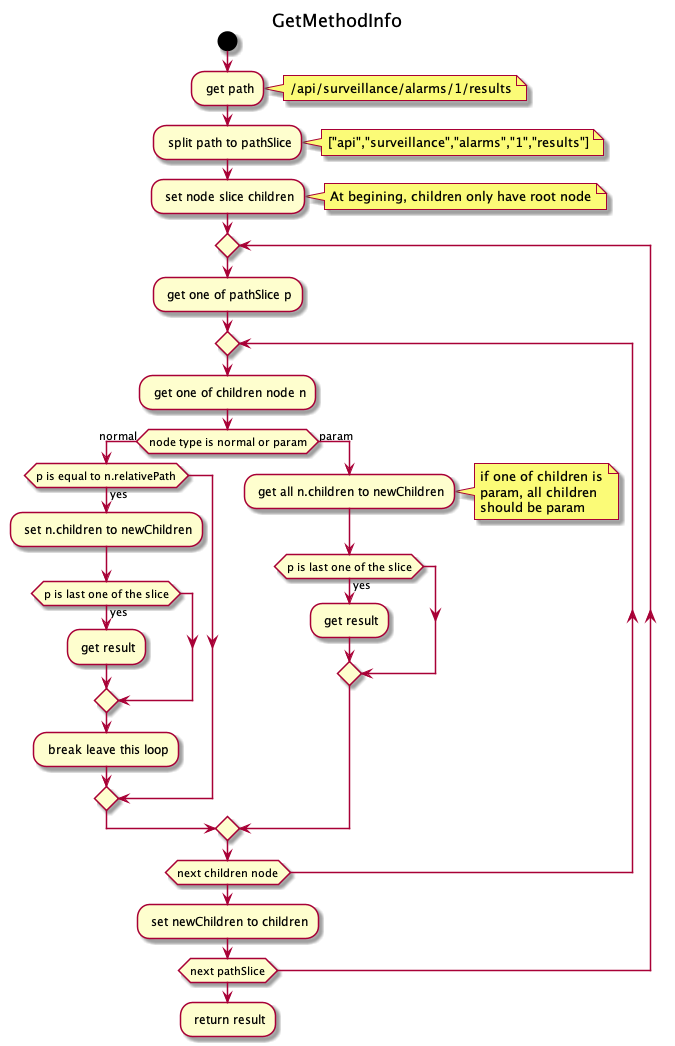 GetMethodInfo
get path
/api/surveillance/alarms/1/results
split path to pathSlice
["api","surveillance","alarms","1","results"]
set node slice children
At begining, children only have root node
get one of pathSlice p
get one of children node n
normal
node type is normal or param
param
p is equal to n.relativePath
yes
set n.children to newChildren
p is last one of the slice
yes
get result
break leave this loop
get all n.children to newChildren
if one of children is
param, all children
should be param
p is last one of the slice
yes
get result
next children node
set newChildren to children
next pathSlice
return result